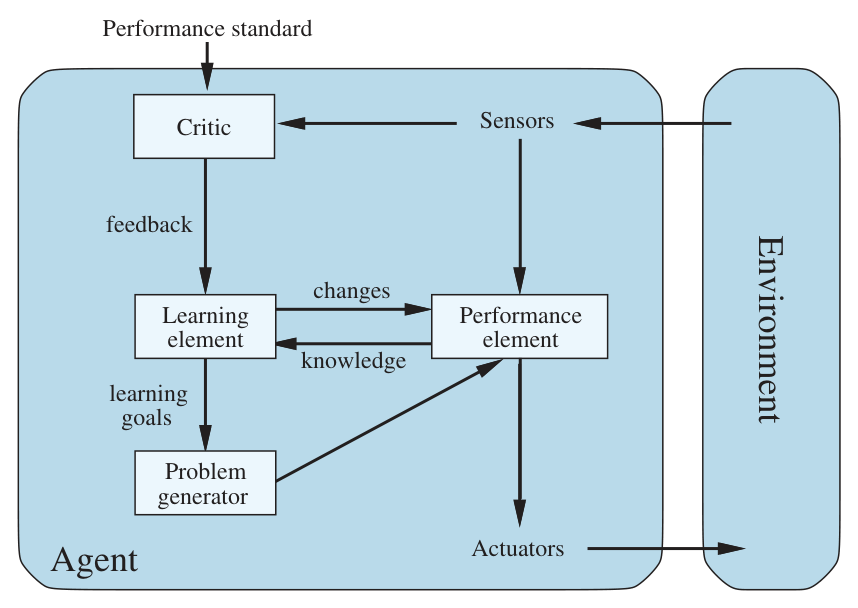 Performance standard
Critic
Sensors
feedback
changes
Learning
element
Performance
element
knowledge
learning
goals
Problem
generator
Agent
Actuators
Environment